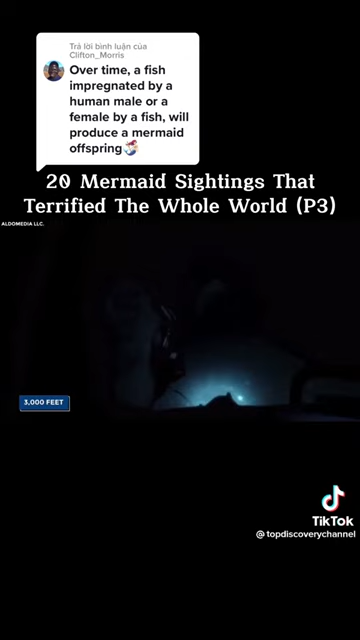 Trả lời bình luận của
Clifton_Morris
Over time, a fish
impregnated by a
human male or a
female by a fish, will
produce a mermaid
offspring🧜🏻‍♀️
20 Mermaid Sightings That
Terrified The Whole World (P3)
ALDOMEDIA LLC.
3,000 FEET
TikTok
@topdiscoverychannel